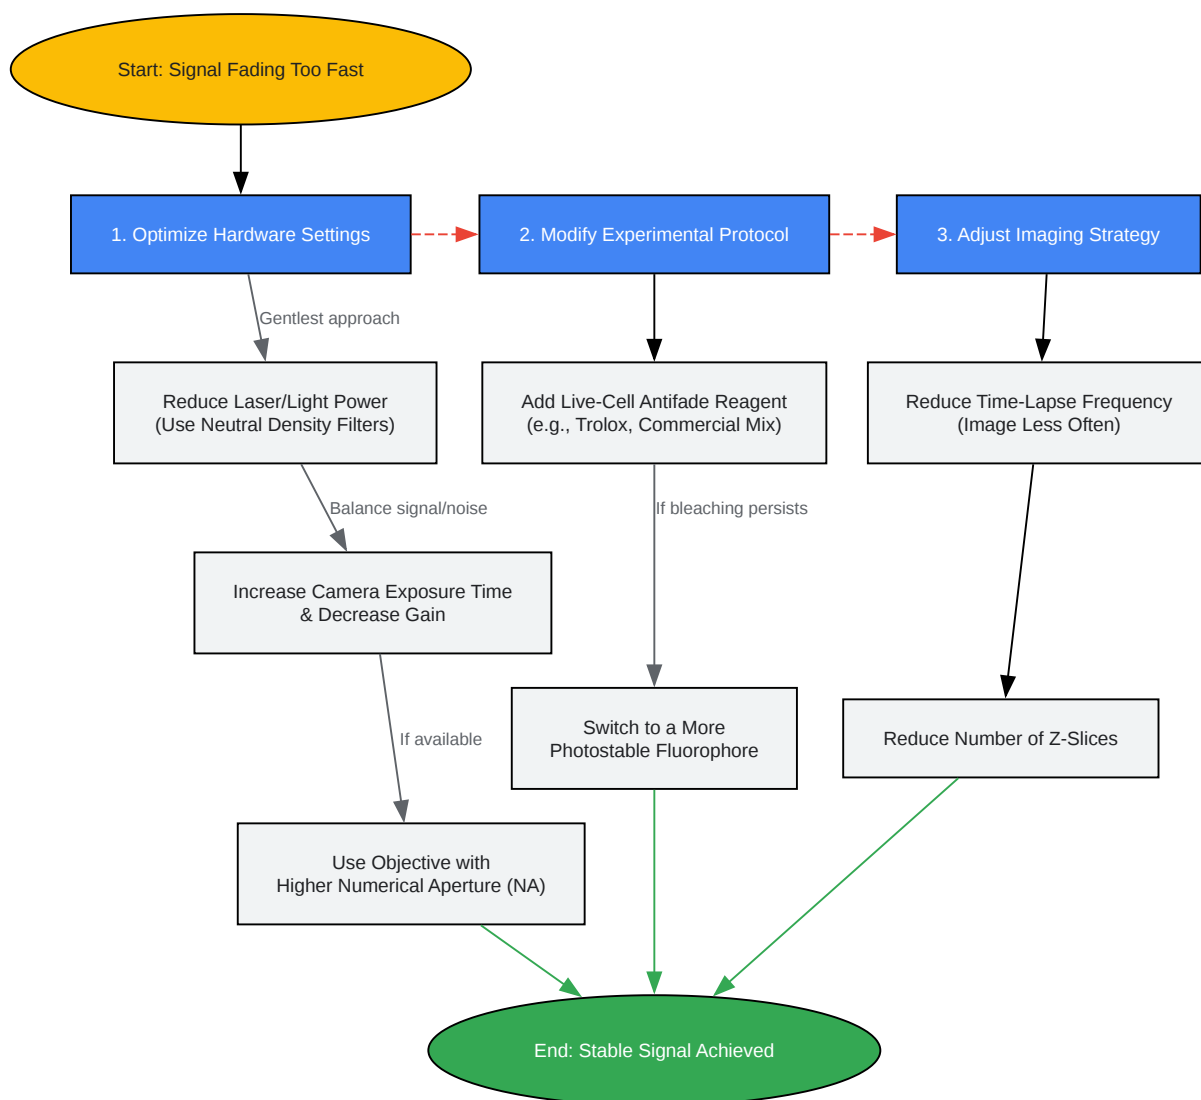 Start: Signal Fading Too Fast
1. Optimize Hardware Settings
2. Modify Experimental Protocol
3. Adjust Imaging Strategy
Gentlest approach
Reduce Laser/Light Power
(Use Neutral Density Filters)
Add Live-Cell Antifade Reagent
(e.g., Trolox, Commercial Mix)
Reduce Time-Lapse Frequency
(Image Less Often)
Balance signal/noise
If bleaching persists
Increase Camera Exposure Time
& Decrease Gain
If available
Switch to a More
Photostable Fluorophore
Reduce Number of Z-Slices
Use Objective with
Higher Numerical Aperture (NA)
End: Stable Signal Achieved